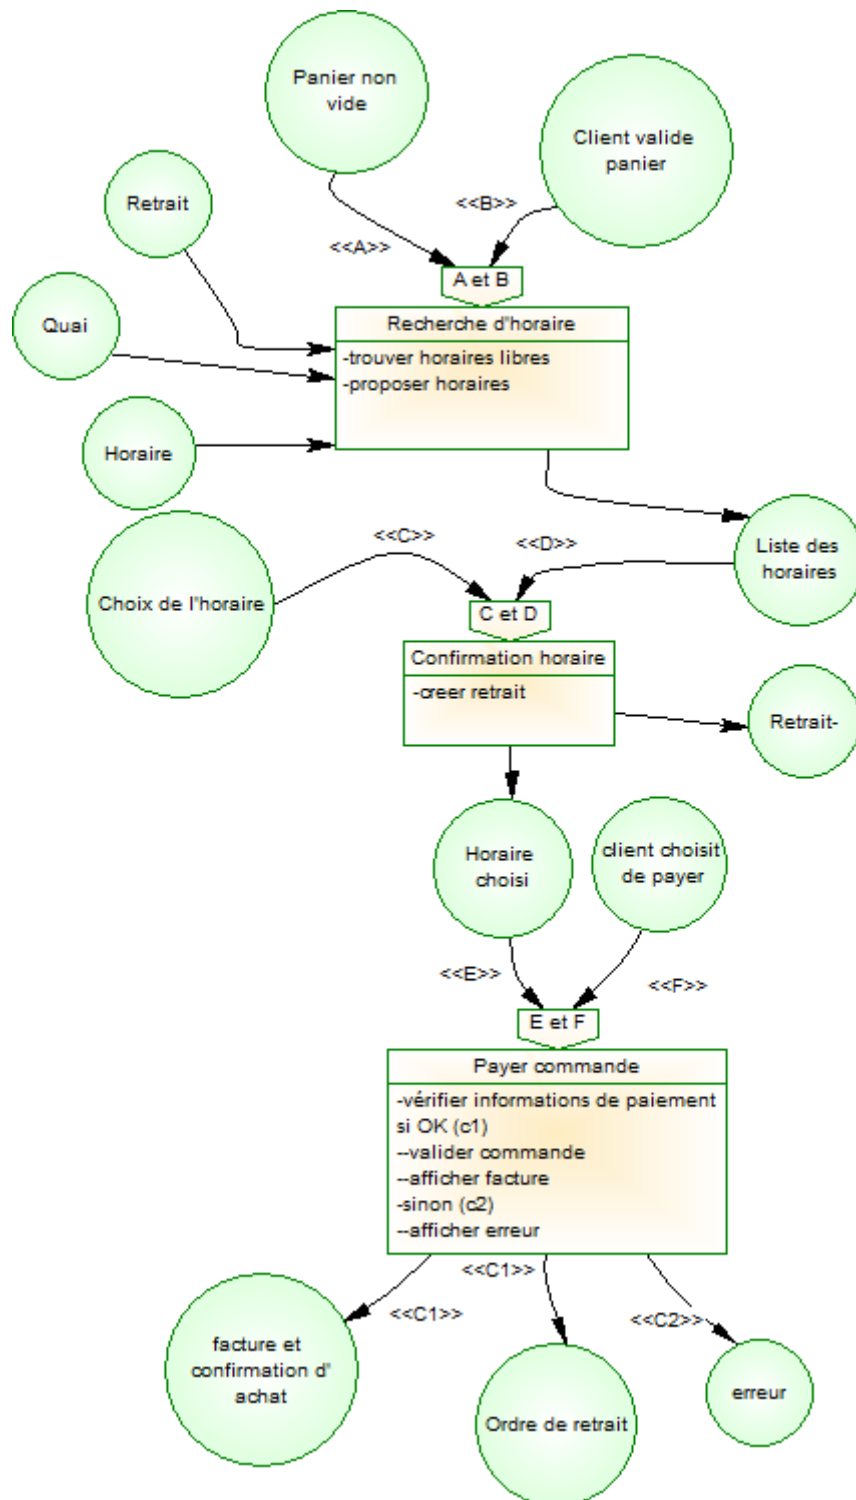 Panier non
vide
Client valide
panier
Retrait
<<B>>
<<A>>
A et B
Quai
Recherche d'horaire
-trouver horaires libres
-proposer horaires
Horaire
<<C>>
<<D>>
Liste des
horaires
Choix de l'horaire
C et D
Confirmation horaire
-creer retrait
Retrait-
Horaire
choisi
client choisit
de payer
<<E>>
<<F>>
E et F
Payer commande
-vérifier informations de paiement
si OK (c1)
--valider commande
--afficher facture
-sinon (c2)
--afficher erreur
<<C1>>
<<C1>>
<<C2>>
facture et
confirmation d'
achat
Ordre de retrait
erreur